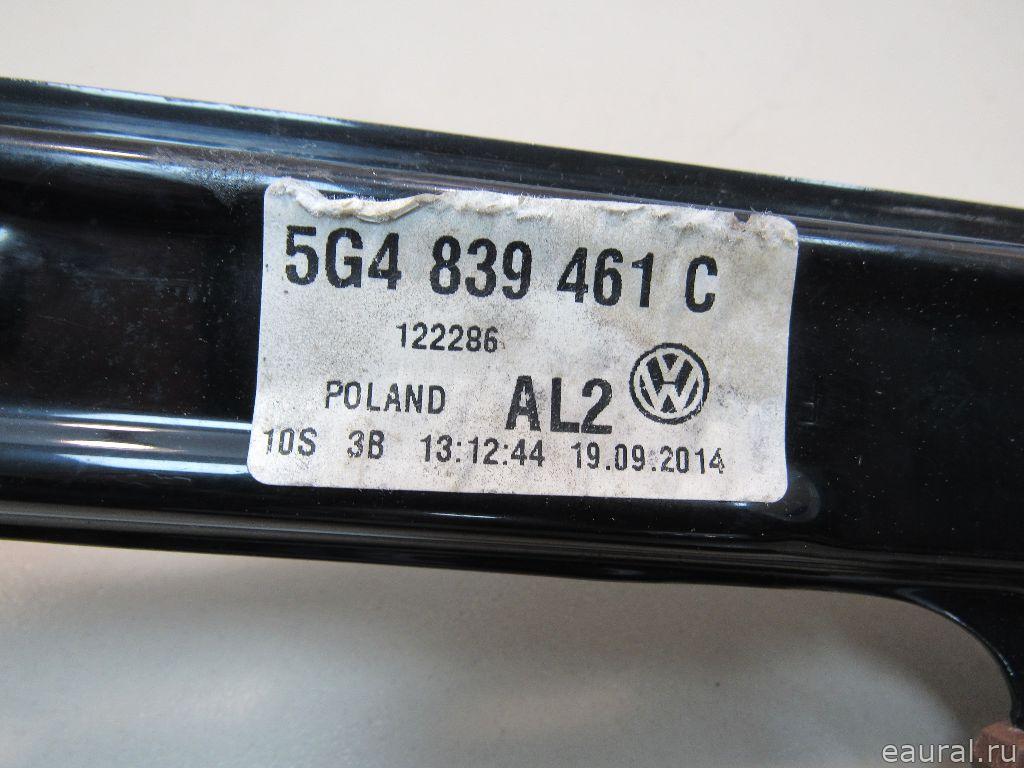 5G4 839 461 C
122286
POLAND AL2
10S 3B 13:12:44 19.09.2014
eaural.ru